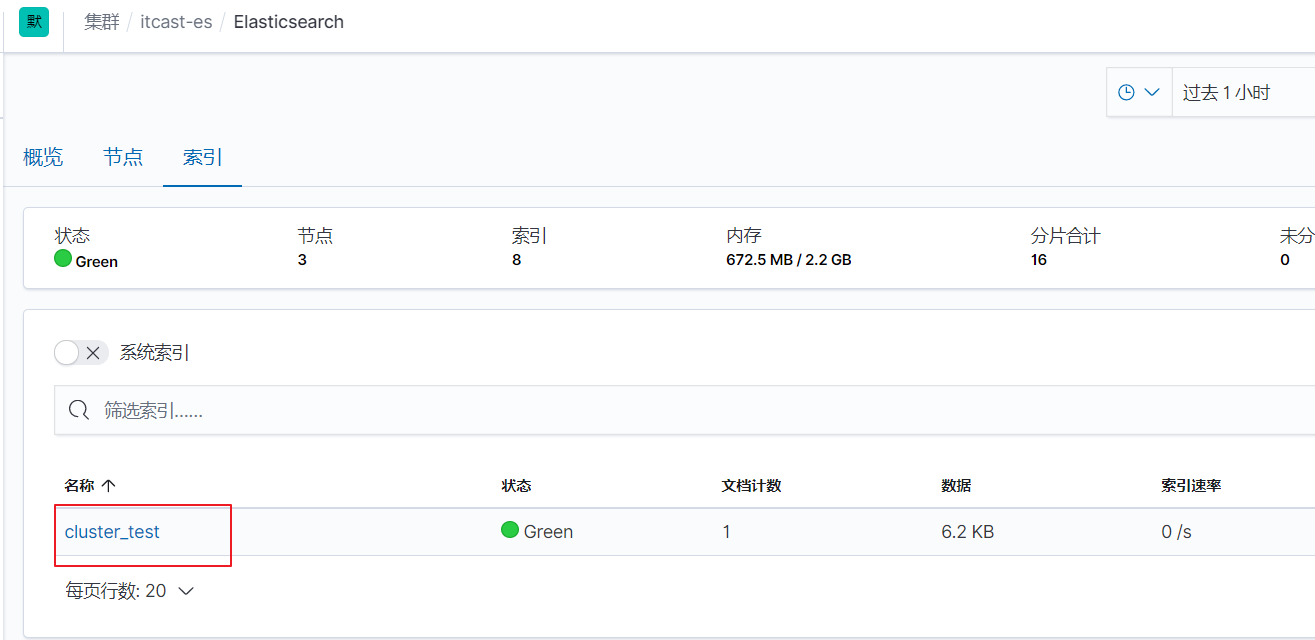 默 集群 / itcast-es / Elasticsearch
过去 1 小时
概览 节点 索引
状态 节点 索引 内存 分片合计 未分
Green 3 8 672.5 MB / 2.2 GB 16 0
系统索引
筛选索引......
名称 ↑ 状态 文档计数 数据 索引速率
cluster_test Green 1 6.2 KB 0 /s
每页行数: 20